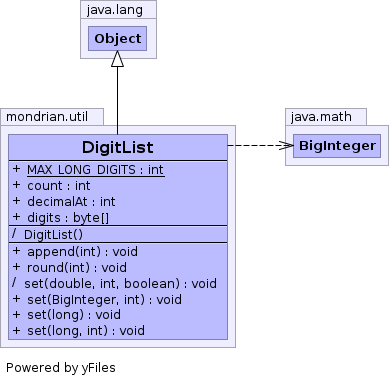 java.lang
Object
mondrian.util
java.math
DigitList
BigInteger
+ MAX_LONG_DIGITS : int
+ count : int
+ decimalAt : int
+ digits : byte[]
/ DigitList()
+ append(int) : void
+ round(int) : void
/ set(double, int, boolean) : void
+ set(BigInteger, int) : void
+ set(long) : void
+ set(long, int) : void
Powered by yFiles